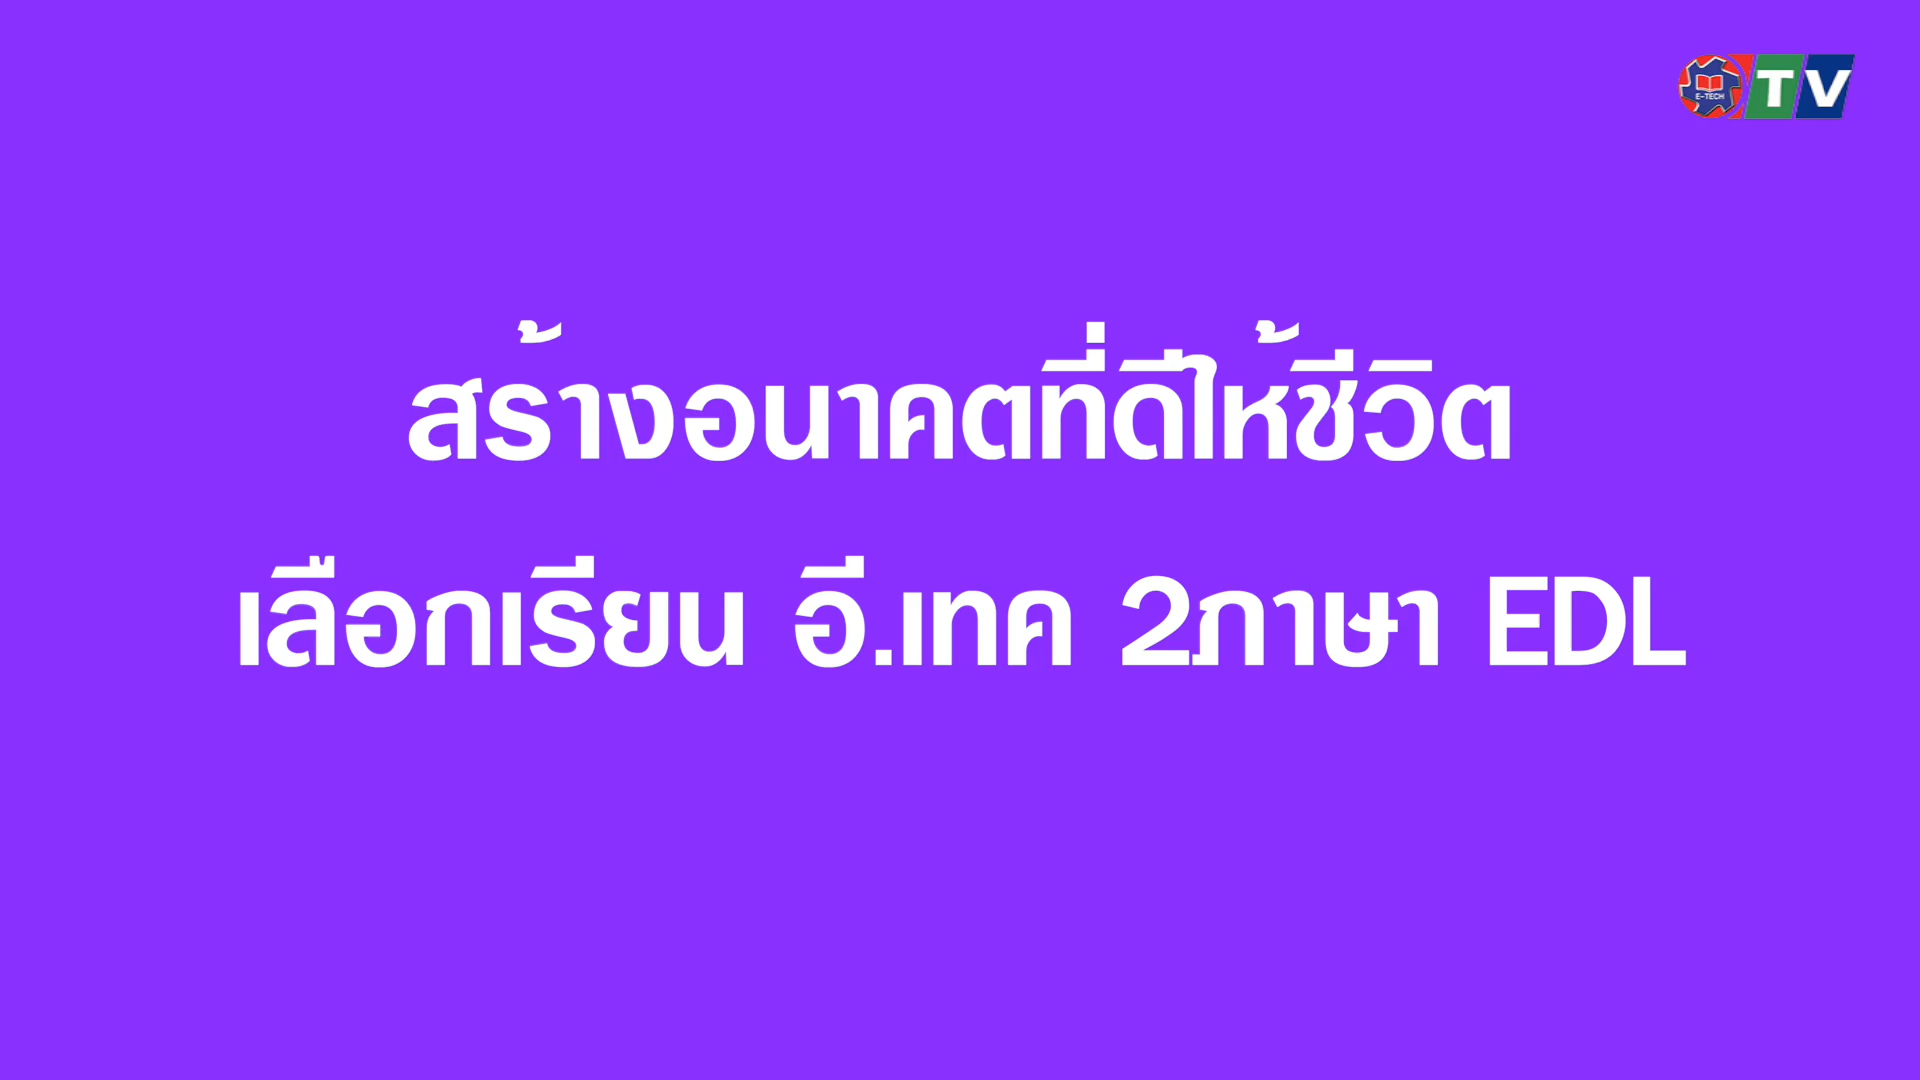 E-TECH TV
สร้างอนาคตที่ดีให้ชีวิต
เลือกเรียน อี.เทค 2ภาษา EDL